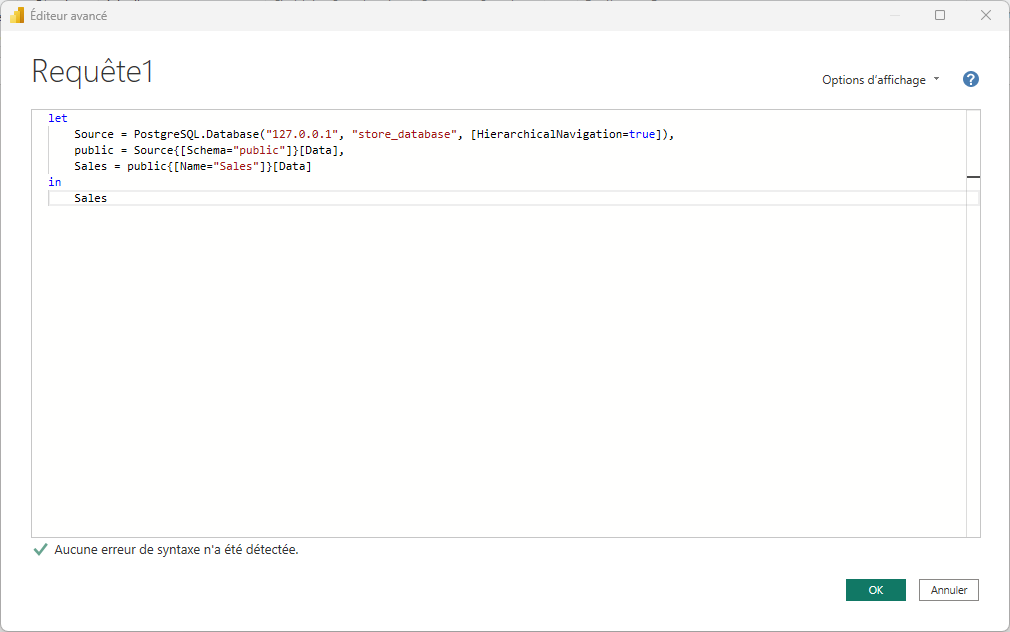 Éditeur avancé
Requête1
Options d’affichage
?
let
    Source = PostgreSQL.Database("127.0.0.1", "store_database", [HierarchicalNavigation=true]),
    public = Source{[Schema="public"]}[Data],
    Sales = public{[Name="Sales"]}[Data]
in
    Sales
Aucune erreur de syntaxe n'a été détectée.
OK
Annuler